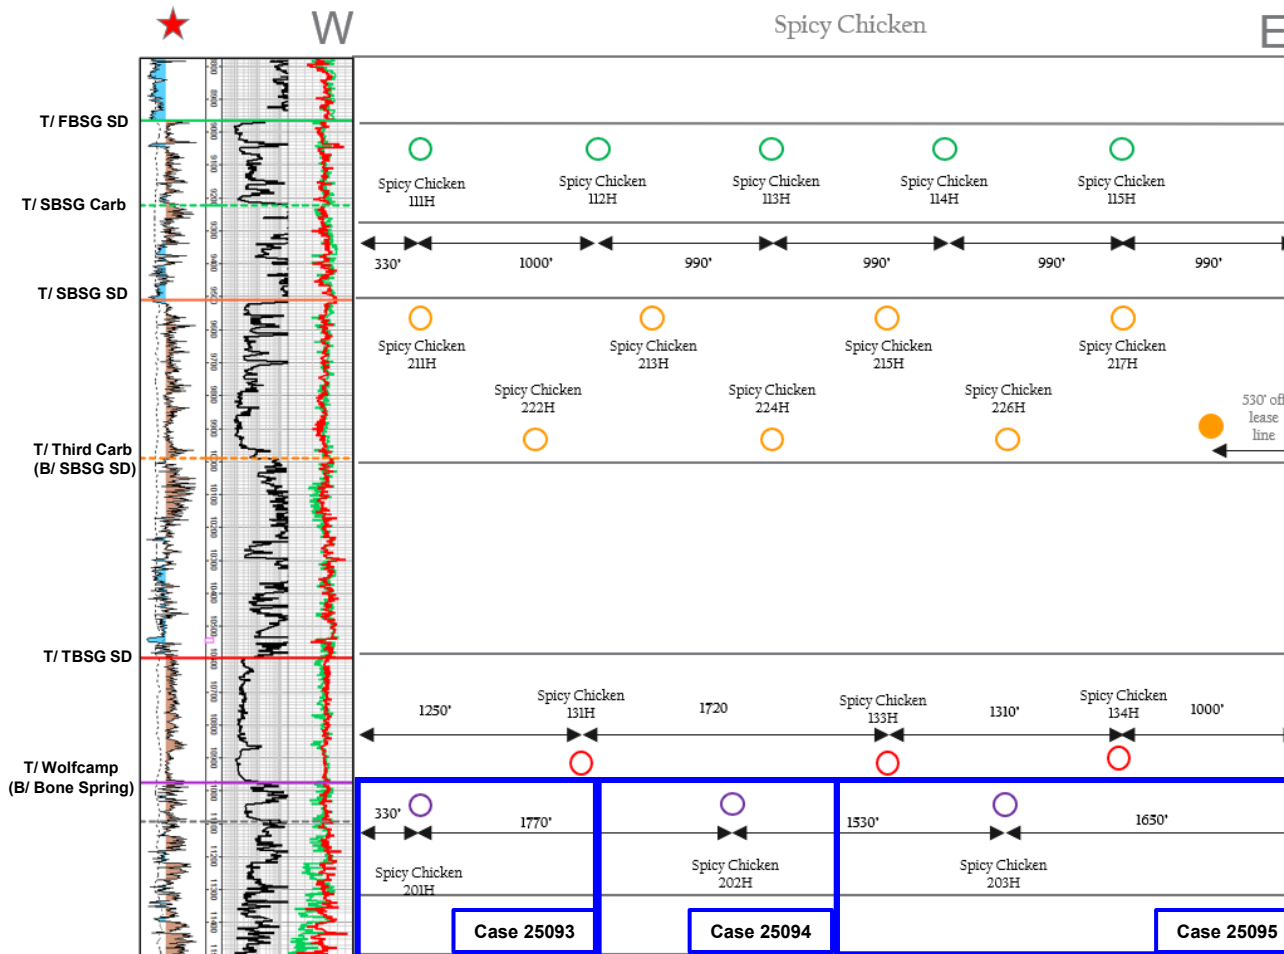 W
Spicy Chicken
E
T/ FBSG SD
Spicy Chicken
111H
Spicy Chicken
112H
Spicy Chicken
113H
Spicy Chicken
114H
Spicy Chicken
115H
T/ SBSG Carb
330'
1000'
990'
990'
990'
990'
T/ SBSG SD
Spicy Chicken
211H
Spicy Chicken
213H
Spicy Chicken
215H
Spicy Chicken
217H
Spicy Chicken
222H
Spicy Chicken
224H
Spicy Chicken
226H
530' off
lease
line
T/ Third Carb
(B/ SBSG SD)
T/ TBSG SD
1250'
Spicy Chicken
131H
1720
Spicy Chicken
133H
1310'
Spicy Chicken
134H
1000'
T/ Wolfcamp
(B/ Bone Spring)
330'
1770'
1530'
1650'
Spicy Chicken
201H
Spicy Chicken
202H
Spicy Chicken
203H
Case 25093
Case 25094
Case 25095